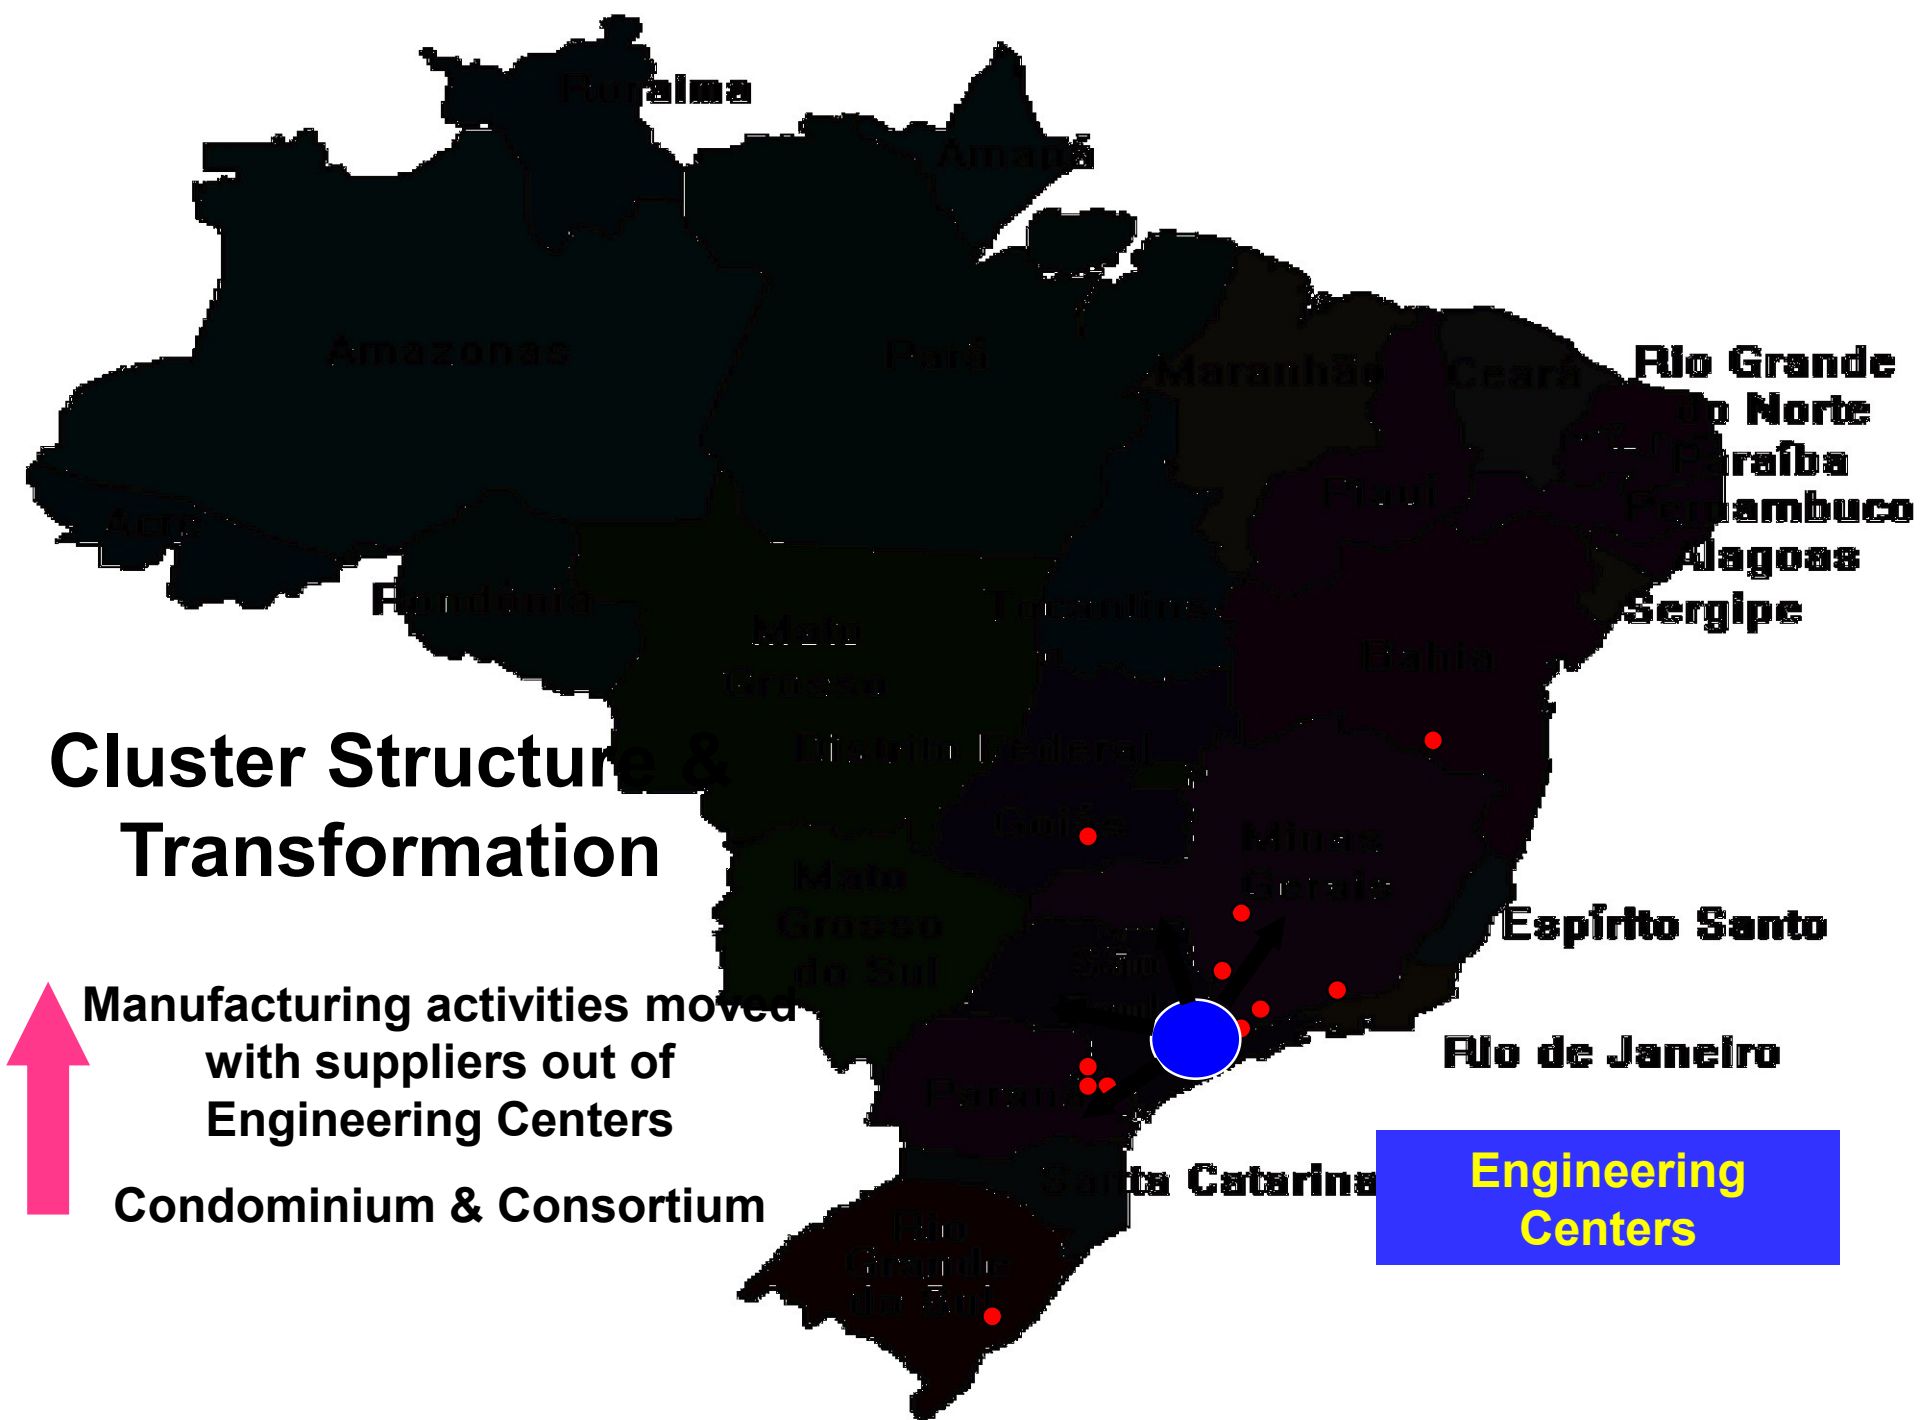 Roraima
Amapá
Amazonas
Pará
Maranhão
Ceará
Rio Grande
do Norte
Paraíba
Piauí
Pernambuco
Acre
Alagoas
Rondônia
Tocantins
Sergipe
Mato
Grosso
Bahia
Distrito Federal
Cluster Structure &
Transformation
Goiás
Minas
Gerais
Mato
Grosso
do Sul
São
Paulo
Espírito Santo
Manufacturing activities moved
with suppliers out of
Engineering Centers
Rio de Janeiro
Paraná
Condominium & Consortium
Santa Catarina
Engineering
Centers
Rio
Grande
do Sul